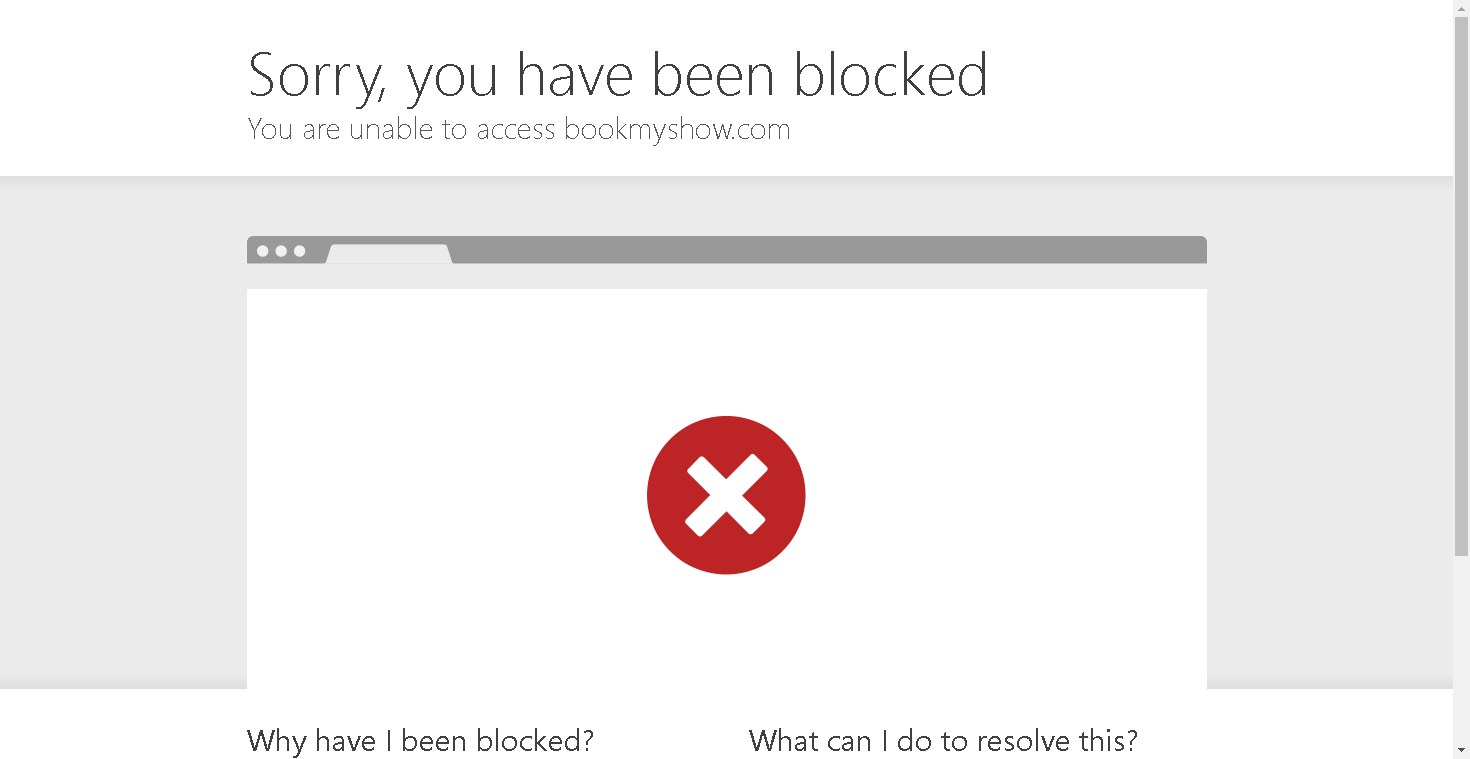 Sorry, you have been blocked
You are unable to access bookmyshow.com
Why have I been blocked?
What can I do to resolve this?